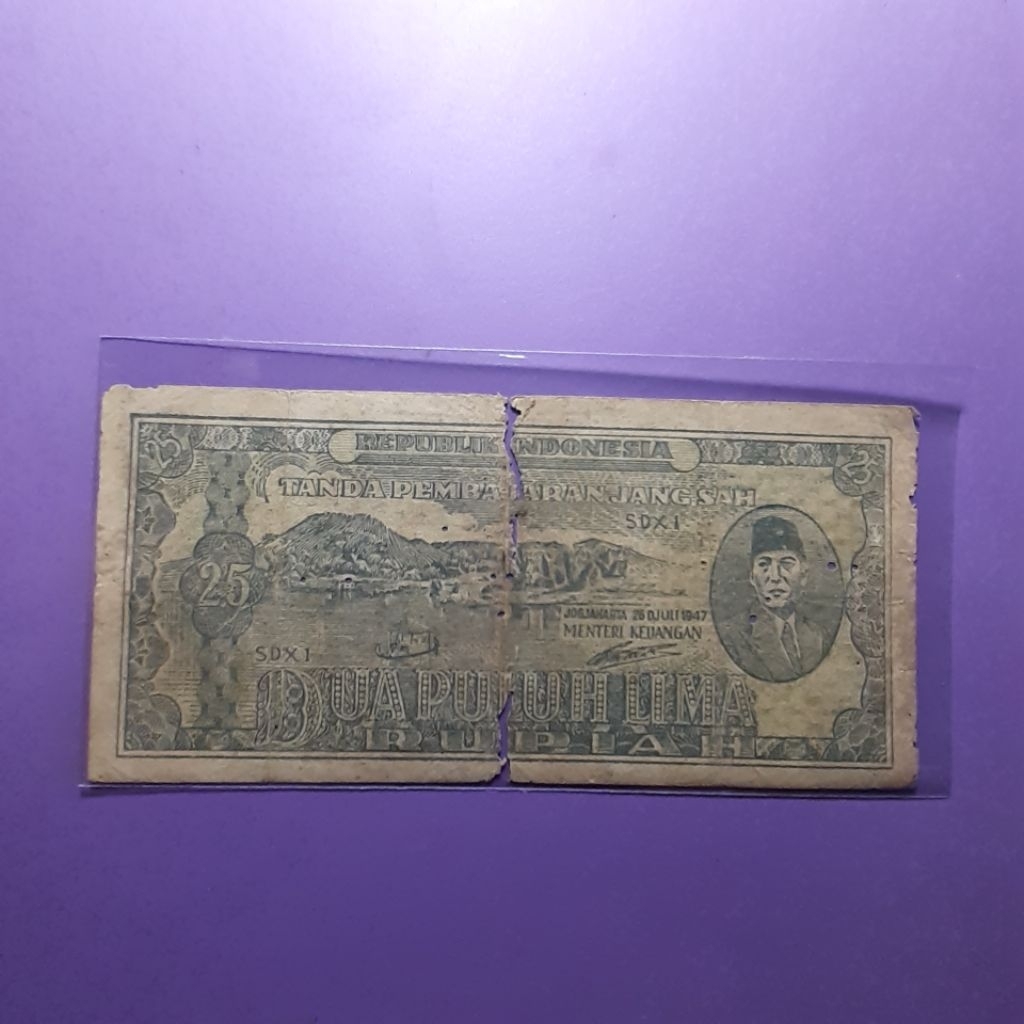 REPUBLIK INDONESIA
TANDA PEMBAJARAN JANG SAH
SDX1
25
JOGJAKARTA 26 DJULI 1947
MENTERI KEUANGAN
SDX1
DUA PULUH LIMA
RUPIAH